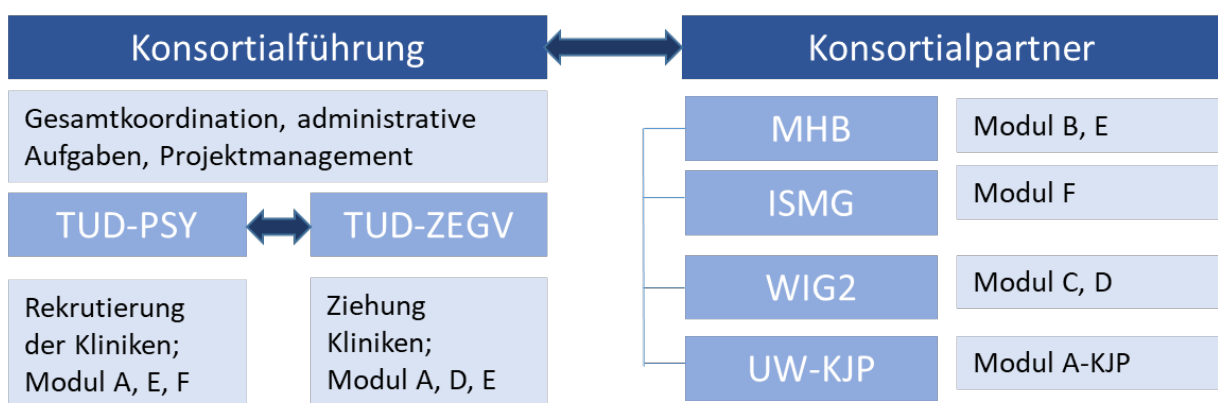 Konsortialführung
Konsortialpartner
Gesamtkoordination, administrative
Aufgaben, Projektmanagement
TUD-PSY
TUD-ZEGV
Rekrutierung
der Kliniken;
Modul A, E, F
Ziehung
Kliniken;
Modul A, D, E
MHB
Modul B, E
ISMG
Modul F
WIG2
Modul C, D
UW-KJP
Modul A-KJP